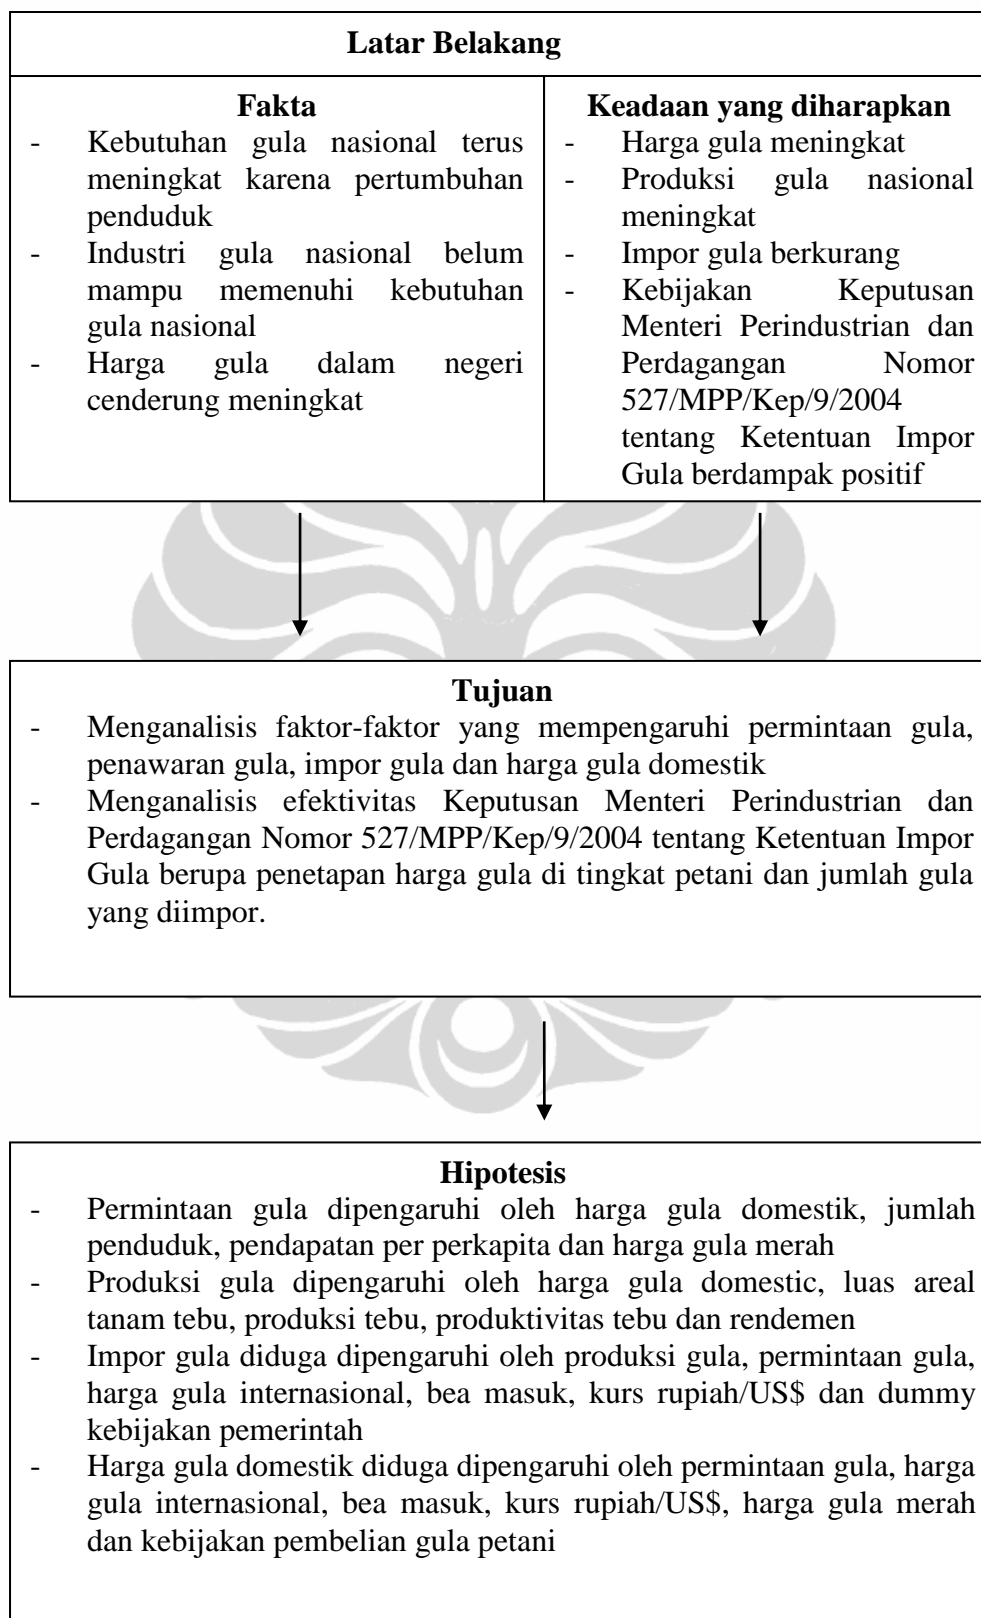 Latar Belakang
Fakta
- Kebutuhan gula nasional terus
meningkat karena pertumbuhan
penduduk
- Industri gula nasional belum
mampu memenuhi kebutuhan
gula nasional
- Harga gula dalam negeri
cenderung meningkat
Keadaan yang diharapkan
- Harga gula meningkat
- Produksi gula nasional
meningkat
- Impor gula berkurang
- Kebijakan Keputusan
Menteri Perindustrian dan
Perdagangan Nomor
527/MPP/Kep/9/2004
tentang Ketentuan Impor
Gula berdampak positif
Tujuan
- Menganalisis faktor-faktor yang mempengaruhi permintaan gula,
penawaran gula, impor gula dan harga gula domestik
- Menganalisis efektivitas Keputusan Menteri Perindustrian dan
Perdagangan Nomor 527/MPP/Kep/9/2004 tentang Ketentuan Impor
Gula berupa penetapan harga gula di tingkat petani dan jumlah gula
yang diimpor.
Hipotesis
- Permintaan gula dipengaruhi oleh harga gula domestik, jumlah
penduduk, pendapatan per perkapita dan harga gula merah
- Produksi gula dipengaruhi oleh harga gula domestic, luas areal
tanam tebu, produksi tebu, produktivitas tebu dan rendemen
- Impor gula diduga dipengaruhi oleh produksi gula, permintaan gula,
harga gula internasional, bea masuk, kurs rupiah/US$ dan dummy
kebijakan pemerintah
- Harga gula domestik diduga dipengaruhi oleh permintaan gula, harga
gula internasional, bea masuk, kurs rupiah/US$, harga gula merah
dan kebijakan pembelian gula petani